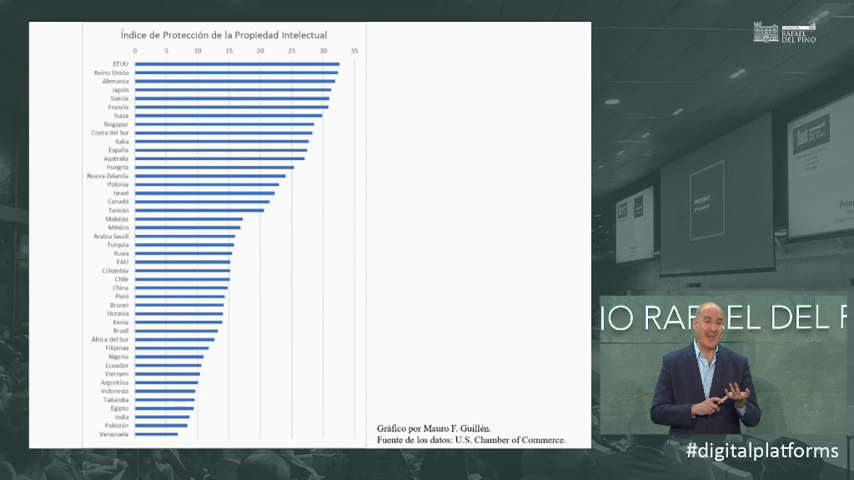 Índice de Protección de la Propiedad Intelectual
0 5 10 15 20 25 30 35
EEUU
Reino Unido
Alemania
Japón
Suecia
Francia
Suiza
Singapur
Corea del Sur
Italia
España
Australia
Hungría
Nueva Zelanda
Polonia
Israel
Canadá
Taiwán
Malaisia
México
Arabia Saudí
Turquía
Rusia
EAU
Colombia
Chile
China
Perú
Brunei
Ucrania
Kenia
Brasil
África del Sur
Filipinas
Nigeria
Ecuador
Vietnam
Argentina
Indonesia
Tailandia
Egipto
India
Pakistán
Venezuela
Gráfico por Mauro F. Guillén.
Fuente de los datos: U.S. Chamber of Commerce.
RAFAEL
DEL PINO
IO RAFAEL DEL P
#digitalplatforms